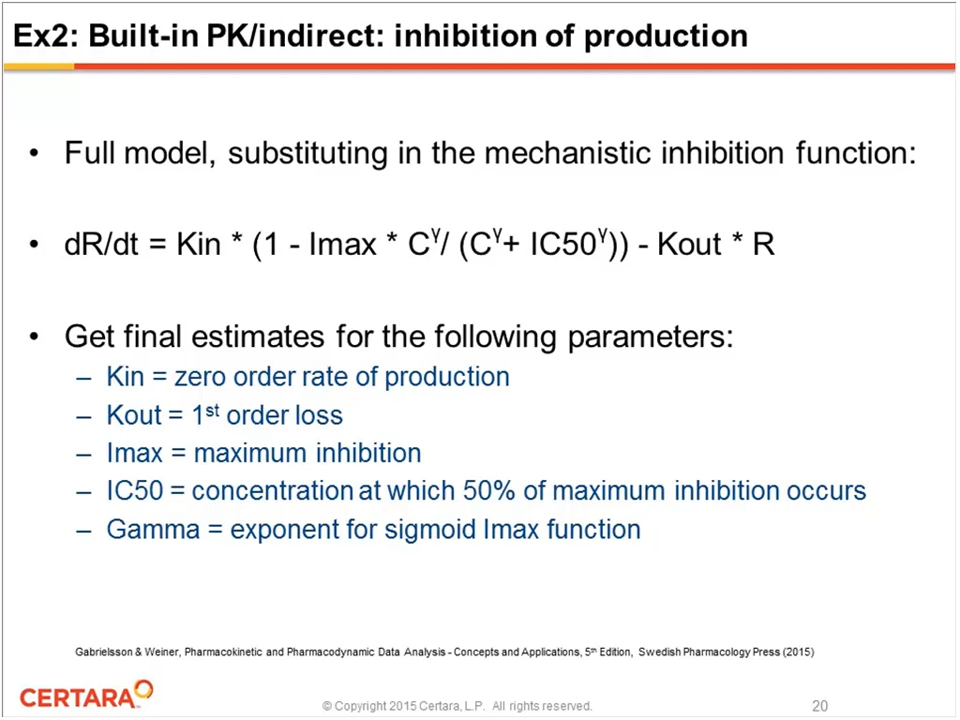 Ex2: Built-in PK/indirect: inhibition of production
• Full model, substituting in the mechanistic inhibition function:
• dR/dt = Kin * (1 - Imax * Cᵞ/ (Cᵞ+ IC50ᵞ)) - Kout * R
• Get final estimates for the following parameters:
– Kin = zero order rate of production
– Kout = 1ˢᵗ order loss
– Imax = maximum inhibition
– IC50 = concentration at which 50% of maximum inhibition occurs
– Gamma = exponent for sigmoid Imax function
Gabrielsson & Weiner, Pharmacokinetic and Pharmacodynamic Data Analysis - Concepts and Applications, 5ᵗʰ Edition, Swedish Pharmacology Press (2015)
CERTARA™
© Copyright 2015 Certara, L.P. All rights reserved.
20